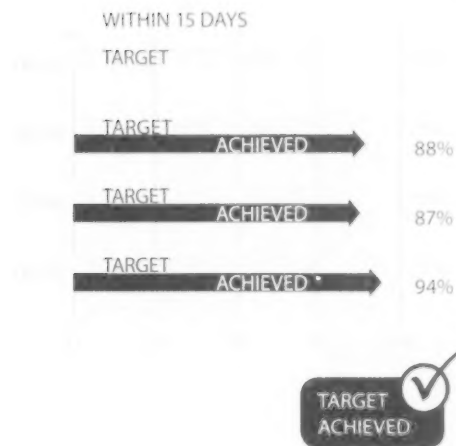 WITHIN 15 DAYS
TARGET
TARGET
ACHIEVED
88%
TARGET
ACHIEVED
87%
TARGET
ACHIEVED
94%
TARGET
ACHIEVED